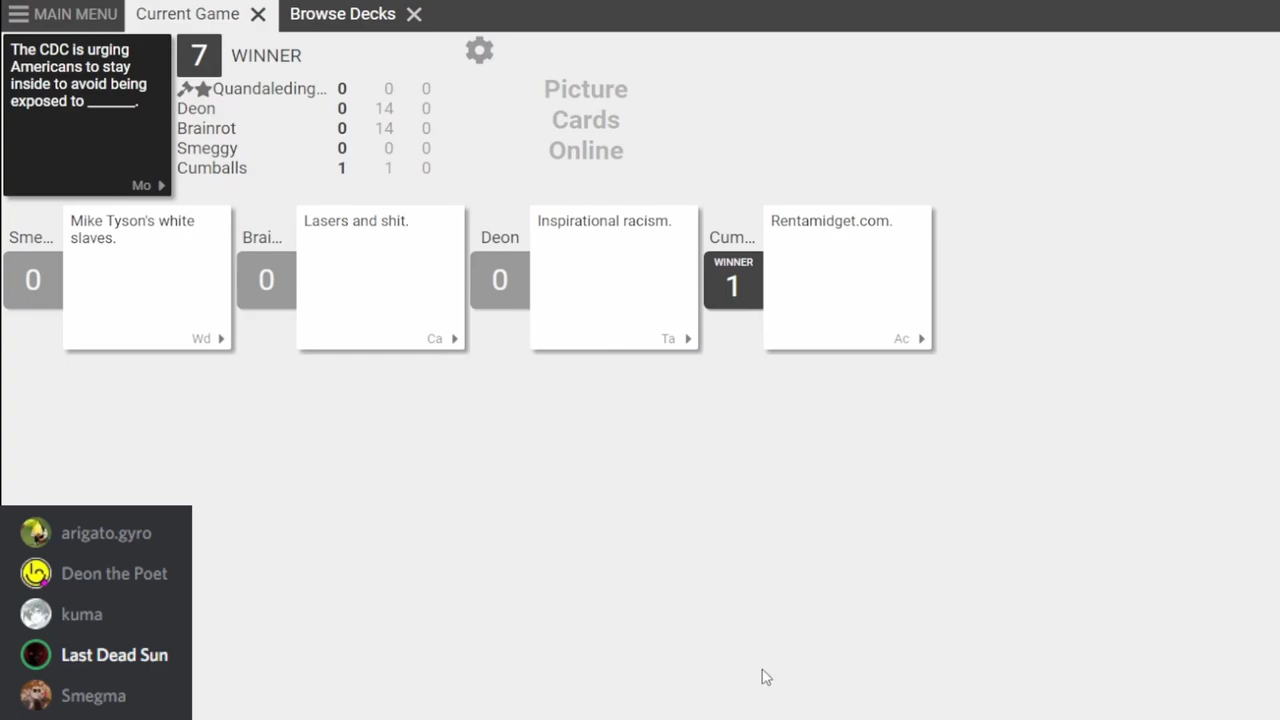 MAIN MENU
Current Game
Browse Decks
The CDC is urging
Americans to stay
inside to avoid being
exposed to _______.
Mo
7 WINNER
Quandaleding... 0 0 0
Deon 0 14 0
Brainrot 0 14 0
Smeggy 0 0 0
Cumballs 1 1 0
Picture
Cards
Online
Sme...
0
Mike Tyson's white
slaves.
Wd
Brai...
0
Lasers and shit.
Ca
Deon
0
Inspirational racism.
Ta
Cum...
WINNER
1
Rentamidget.com.
Ac
arigato.gyro
Deon the Poet
kuma
Last Dead Sun
Smegma